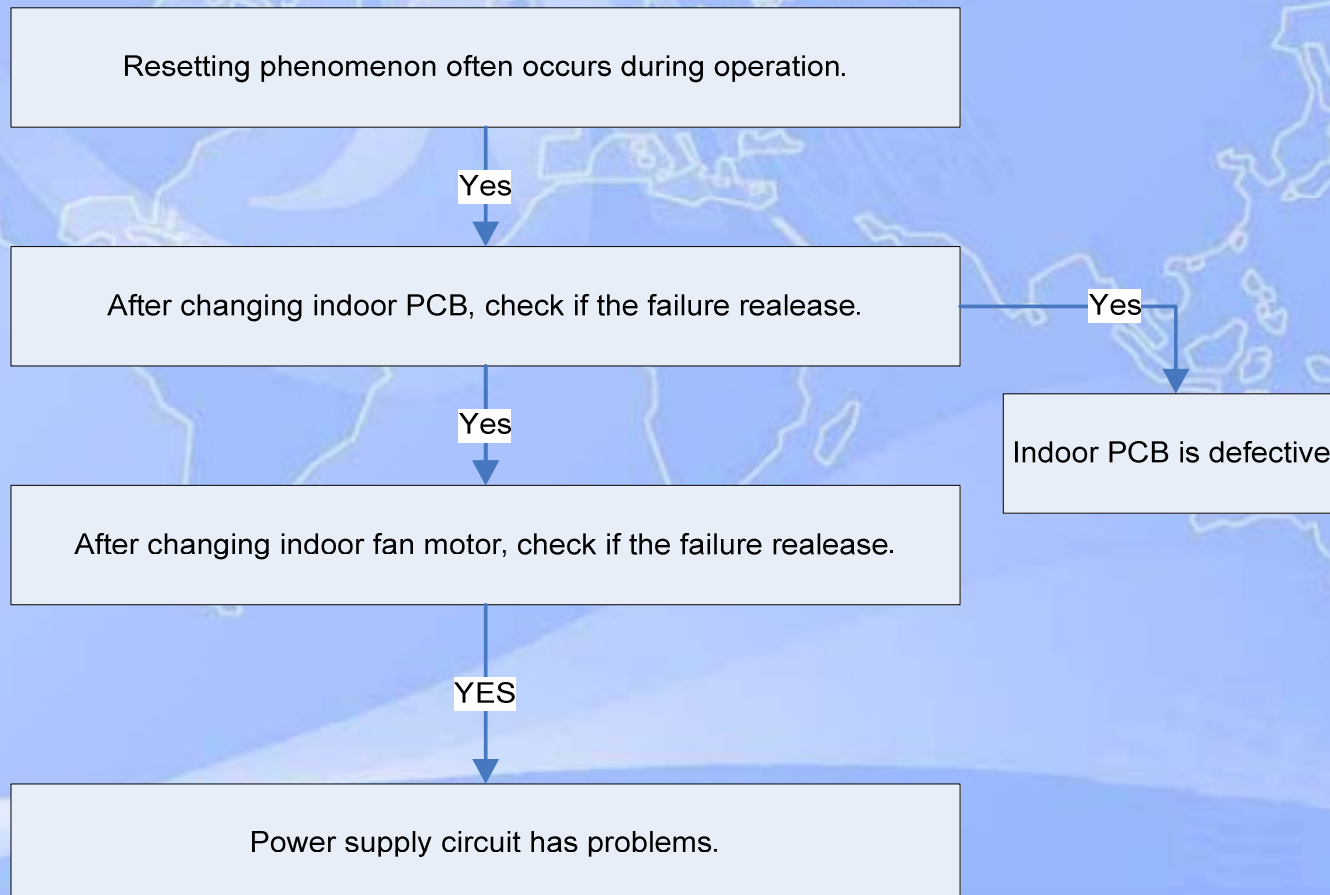 Resetting phenomenon often occurs during operation.
Yes
After changing indoor PCB, check if the failure realease.
Yes
Yes
Indoor PCB is defective
After changing indoor fan motor, check if the failure realease.
YES
Power supply circuit has problems.